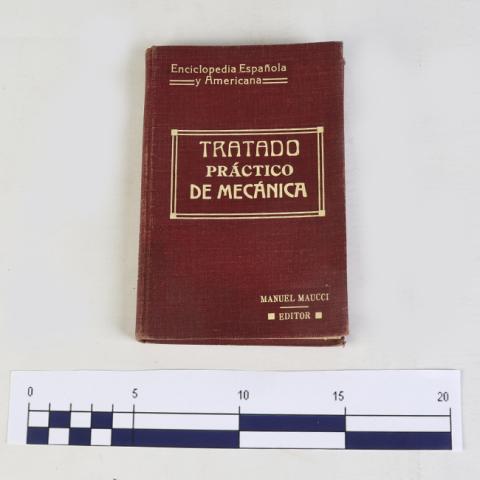 Enciclopedia Española
y Americana
TRATADO
PRÁCTICO
DE MECÁNICA
MANUEL MAUCCI
EDITOR
0 5 10 15 20